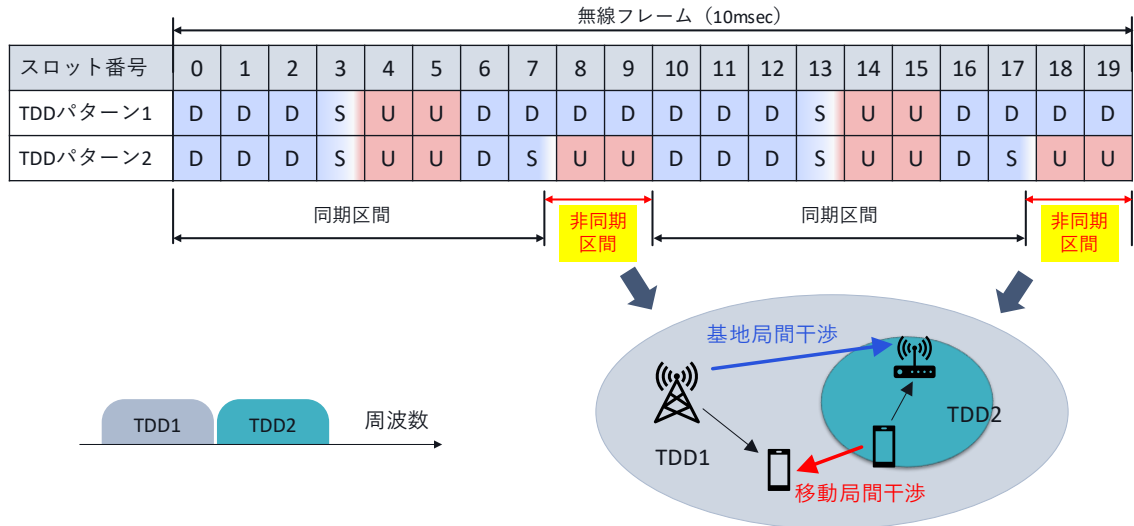 無線フレーム（10msec）
スロット番号 0 1 2 3 4 5 6 7 8 9 10 11 12 13 14 15 16 17 18 19
TDDパターン1 D D D S U U D D D D D D D S U U D D D D
TDDパターン2 D D D S U U D S U U D D D S U U D S U U
同期区間 非同期 同期区間 非同期
区間 区間
基地局間干渉
TDD1 TDD2 周波数
TDD2
TDD1
移動局間干渉